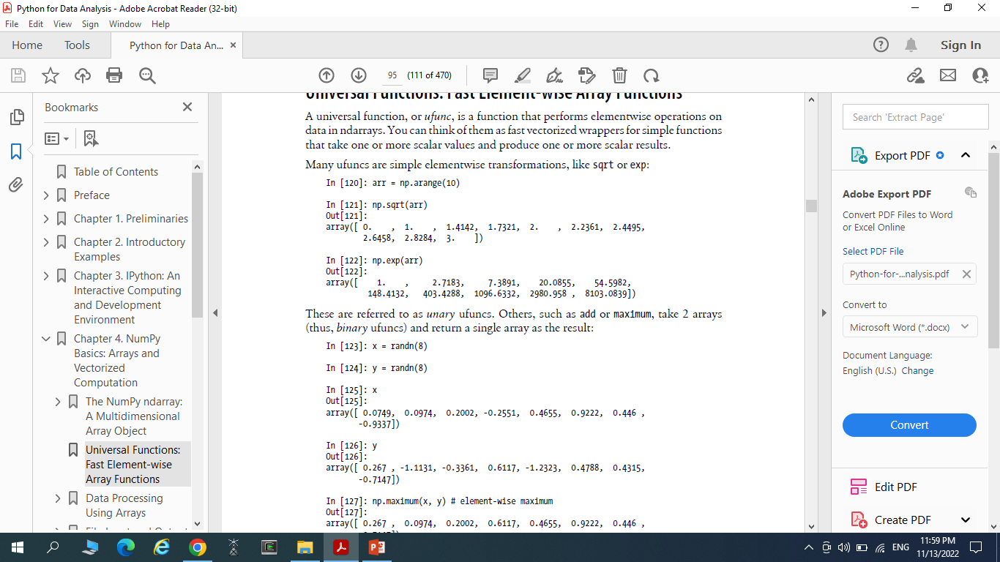 Python for Data Analysis - Adobe Acrobat Reader (32-bit)
File Edit View Sign Window Help
Home Tools Python for Data An... × Sign In
95 (111 of 470)
Bookmarks
Table of Contents
Preface
Chapter 1. Preliminaries
Chapter 2. Introductory
Examples
Chapter 3. IPython: An
Interactive Computing
and Development
Environment
Chapter 4. NumPy
Basics: Arrays and
Vectorized
Computation
The NumPy ndarray:
A Multidimensional
Array Object
Universal Functions:
Fast Element-wise
Array Functions
Data Processing
Using Arrays
Universal Functions: Fast Element-wise Array Functions
A universal function, or ufunc, is a function that performs elementwise operations on
data in ndarrays. You can think of them as fast vectorized wrappers for simple functions
that take one or more scalar values and produce one or more scalar results.
Many ufuncs are simple elementwise transformations, like sqrt or exp:
In [120]: arr = np.arange(10)
In [121]: np.sqrt(arr)
Out[121]:
array([ 0.    ,  1.    ,  1.4142,  1.7321,  2.    ,  2.2361,  2.4495,
2.6458,  2.8284,  3.    ])
In [122]: np.exp(arr)
Out[122]:
array([    1.    ,     2.7183,     7.3891,    20.0855,    54.5982,
148.4132,   403.4288,  1096.6332,  2980.958 ,  8103.0839])
These are referred to as unary ufuncs. Others, such as add or maximum, take 2 arrays
(thus, binary ufuncs) and return a single array as the result:
In [123]: x = randn(8)
In [124]: y = randn(8)
In [125]: x
Out[125]:
array([ 0.0749,  0.0974,  0.2002, -0.2551,  0.4655,  0.9222,  0.446 ,
-0.9337])
In [126]: y
Out[126]:
array([ 0.267 , -1.1131, -0.3361,  0.6117, -1.2323,  0.4788,  0.4315,
-0.7147])
In [127]: np.maximum(x, y) # element-wise maximum
Out[127]:
array([ 0.267 ,  0.0974,  0.2002,  0.6117,  0.4655,  0.9222,  0.446 ,
Search 'Extract Page'
Export PDF
Adobe Export PDF
Convert PDF Files to Word
or Excel Online
Select PDF File
Python-for-...nalysis.pdf
Convert to
Microsoft Word (*.docx)
Document Language:
English (U.S.) Change
Convert
Edit PDF
Create PDF
ENG
11:59 PM
11/13/2022